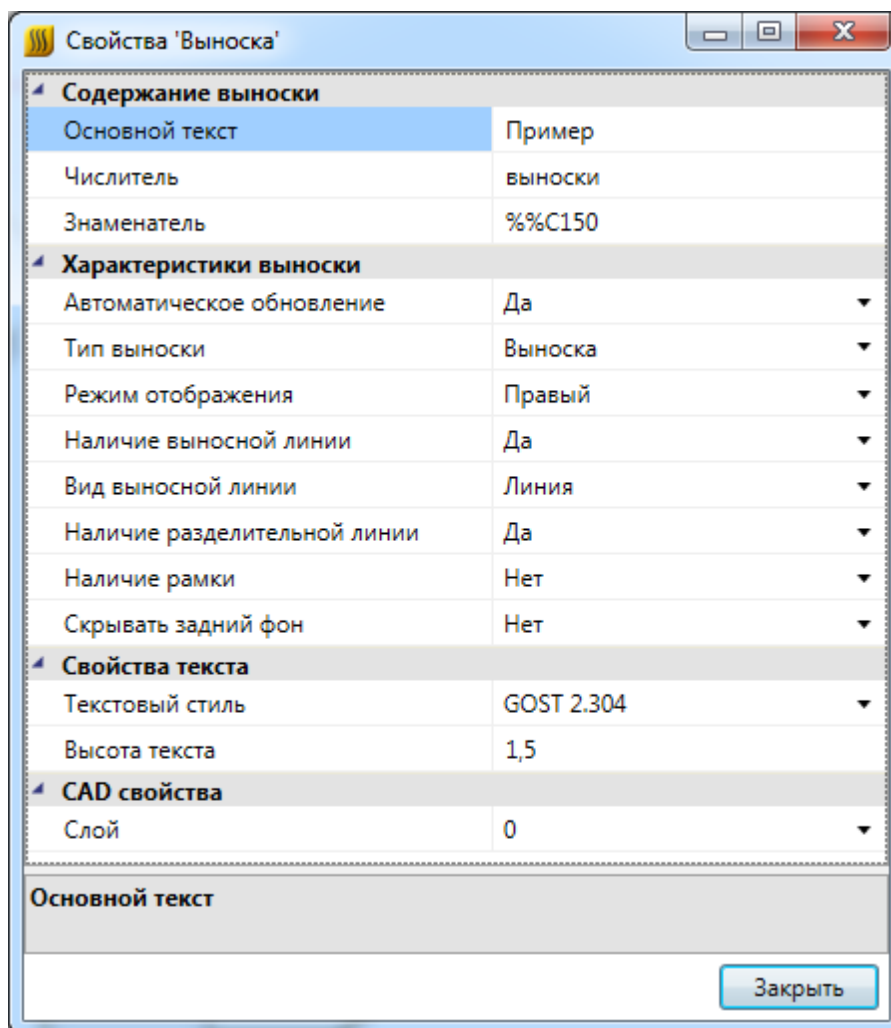 Свойства 'Выноска'
Содержание выноски
Основной текст Пример
Числитель выноски
Знаменатель %%C150
Характеристики выноски
Автоматическое обновление Да
Тип выноски Выноска
Режим отображения Правый
Наличие выносной линии Да
Вид выносной линии Линия
Наличие разделительной линии Да
Наличие рамки Нет
Скрывать задний фон Нет
Свойства текста
Текстовый стиль GOST 2.304
Высота текста 1,5
CAD свойства
Слой 0
Основной текст
Закрыть